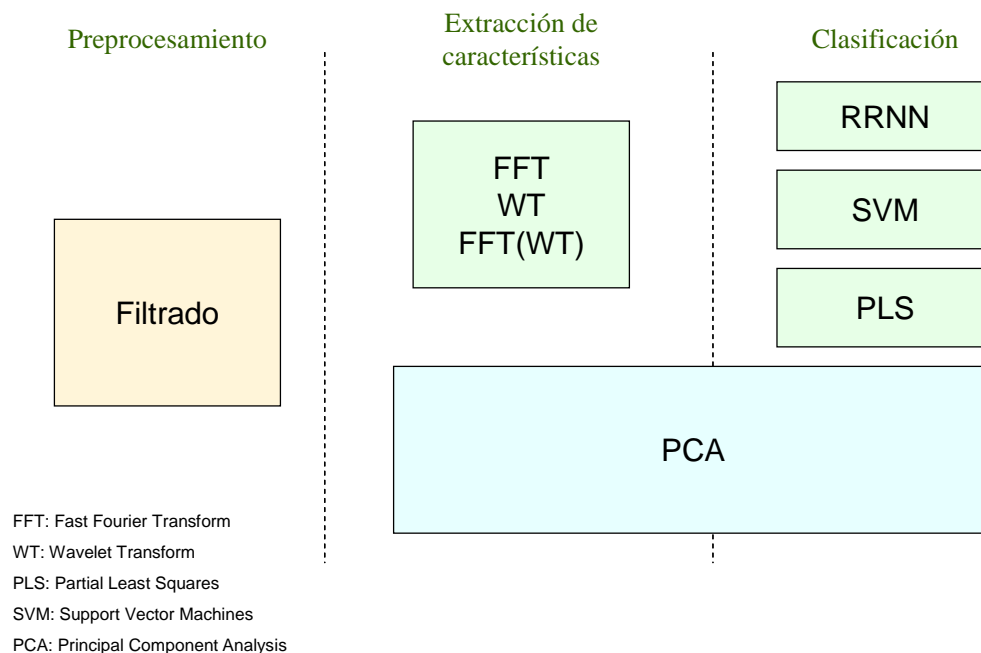 Preprocesamiento
Extracción de
características
Clasificación
FFT
WT
FFT(WT)
RRNN
SVM
PLS
Filtrado
PCA
FFT: Fast Fourier Transform
WT: Wavelet Transform
PLS: Partial Least Squares
SVM: Support Vector Machines
PCA: Principal Component Analysis